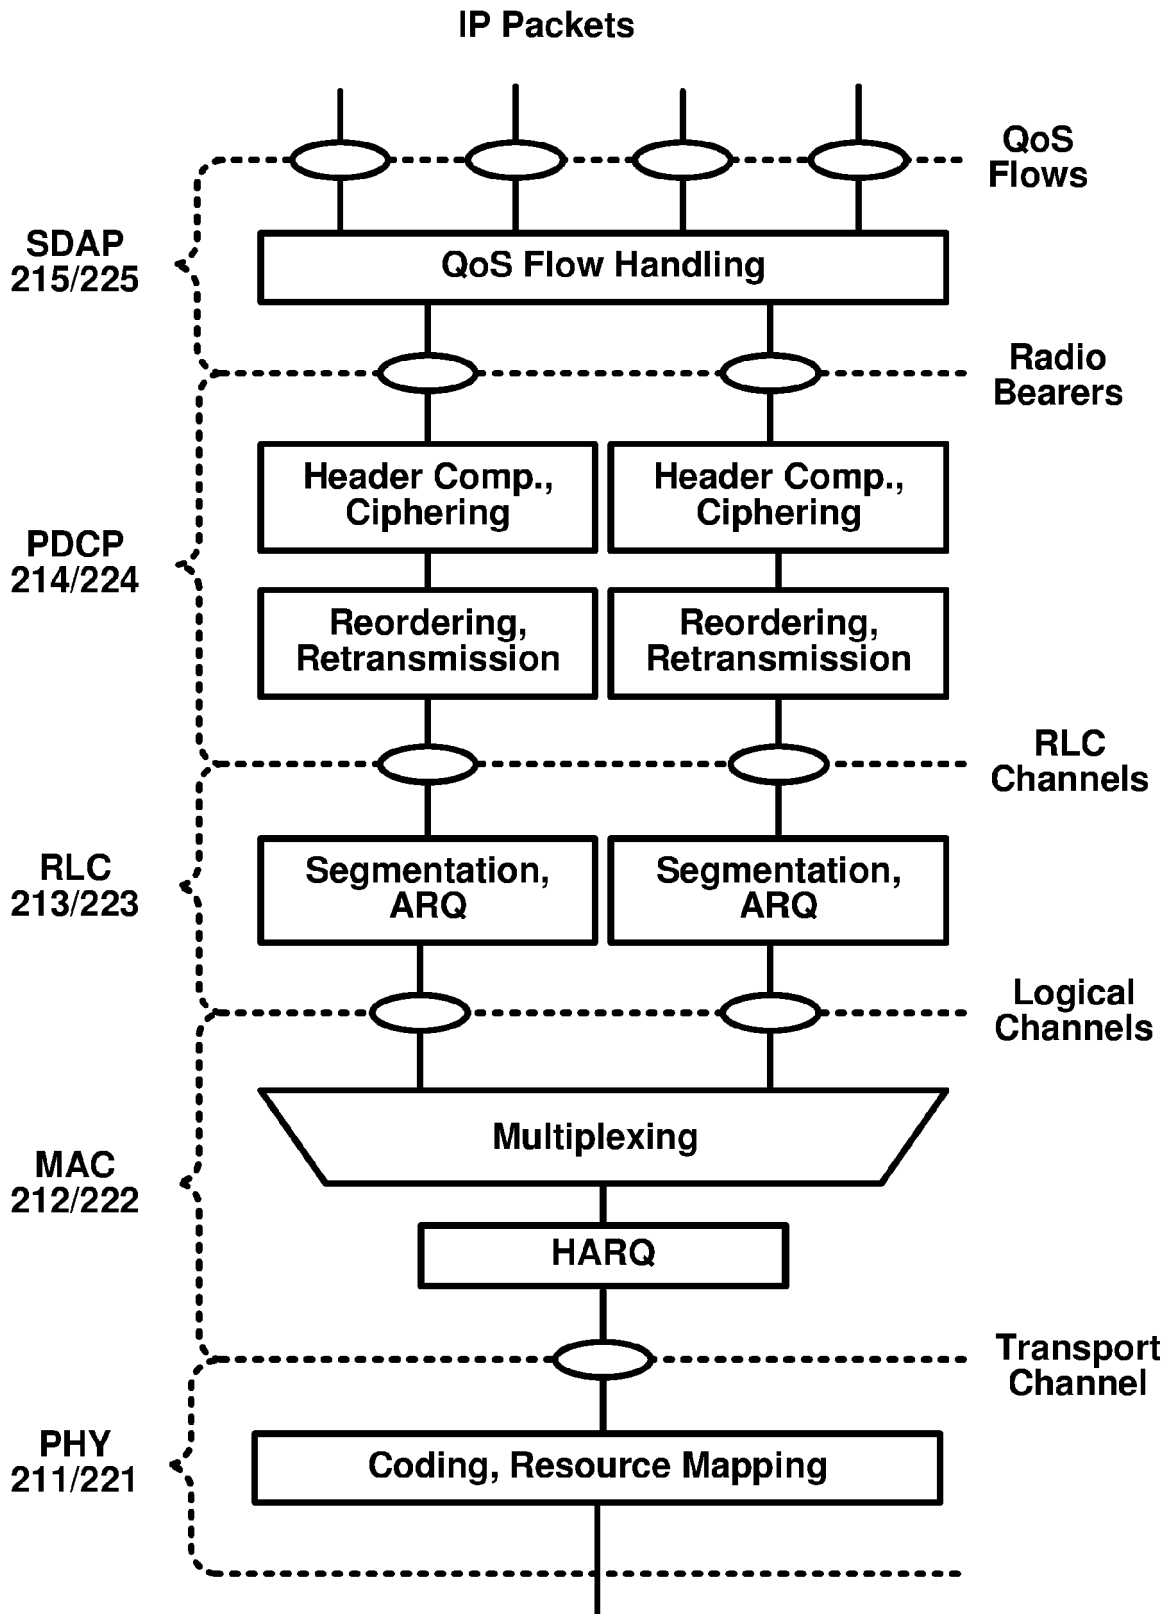 IP Packets
QoS
Flows
SDAP
215/225
QoS Flow Handling
Radio
Bearers
Header Comp.,
Ciphering
Header Comp.,
Ciphering
PDCP
214/224
Reordering,
Retransmission
Reordering,
Retransmission
RLC
Channels
RLC
213/223
Segmentation,
ARQ
Segmentation,
ARQ
Logical
Channels
Multiplexing
MAC
212/222
HARQ
Transport
Channel
PHY
211/221
Coding, Resource Mapping